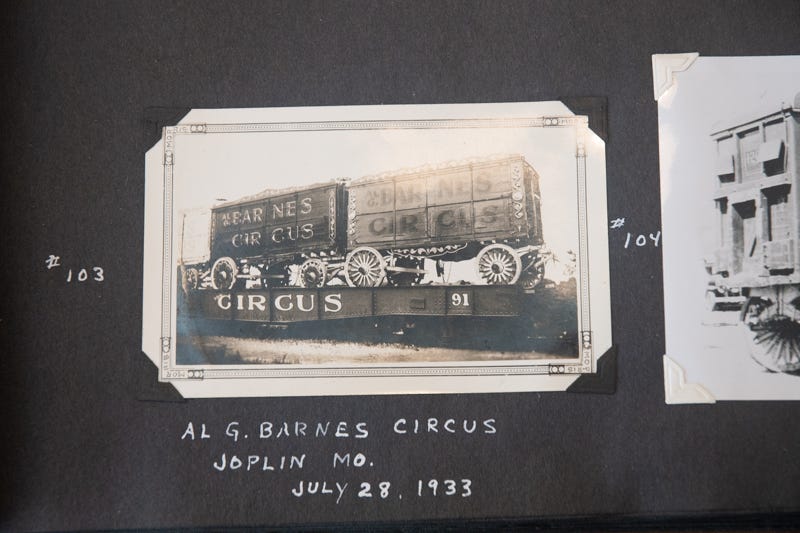 #103
BARNES
CIRCUS
BARNES
CIRCUS
CIRCUS 91
#104
AL G. BARNES CIRCUS
JOPLIN MO.
JULY 28, 1933